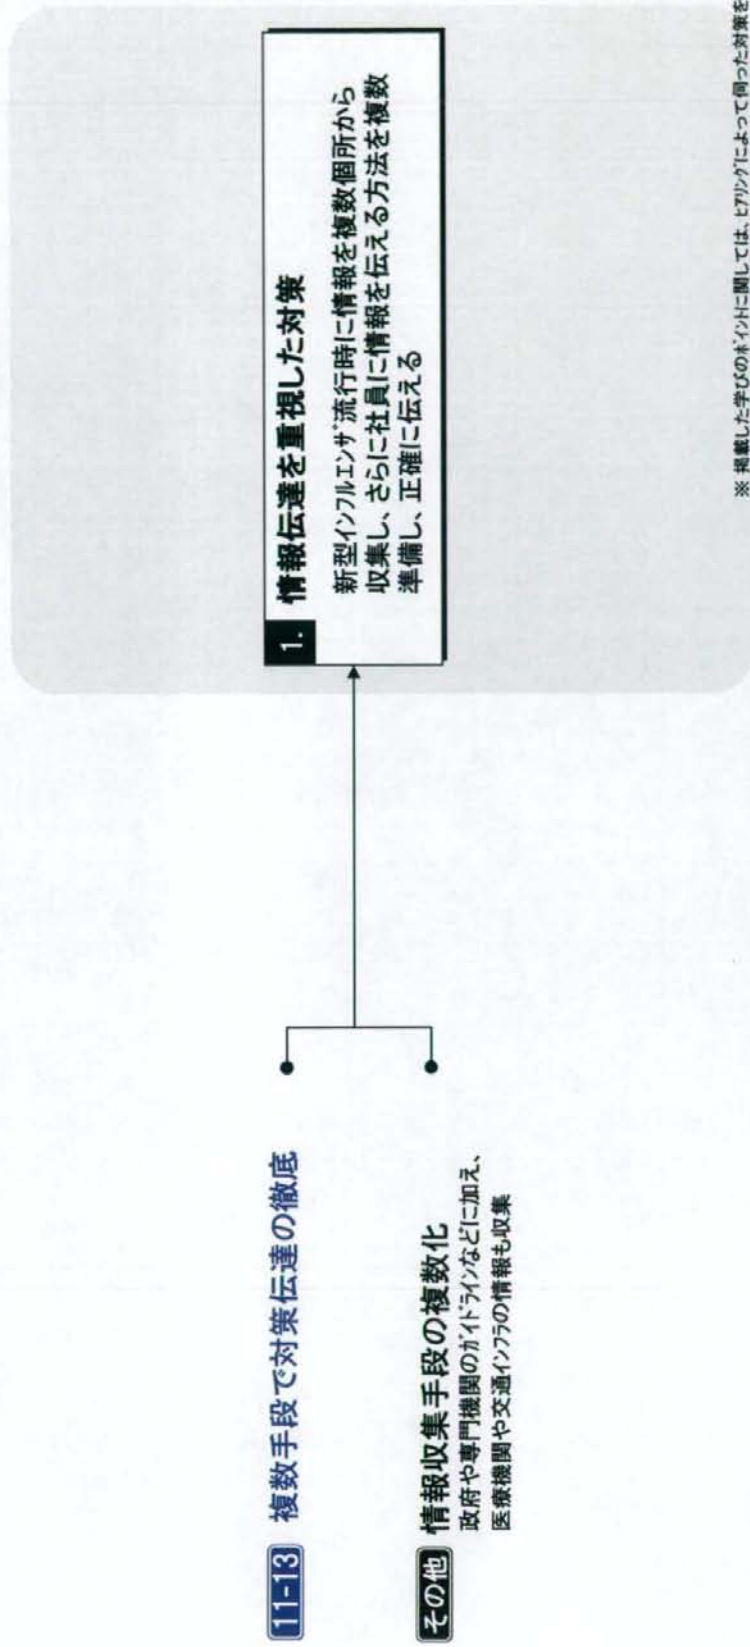 11-13 複数手段で対策伝達の徹底
その他 情報収集手段の複数化
政府や専門機関のガイドラインなどに加え、
医療機関や交通インフラの情報も収集
1. 情報伝達を重視した対策
新型インフルエンザ流行時に情報を複数個所から
収集し、さらに社員に情報を伝える方法を複数
準備し、正確に伝える
※ 掲載した学びのポイントに関しては、ヒアリングによって伺った対策を